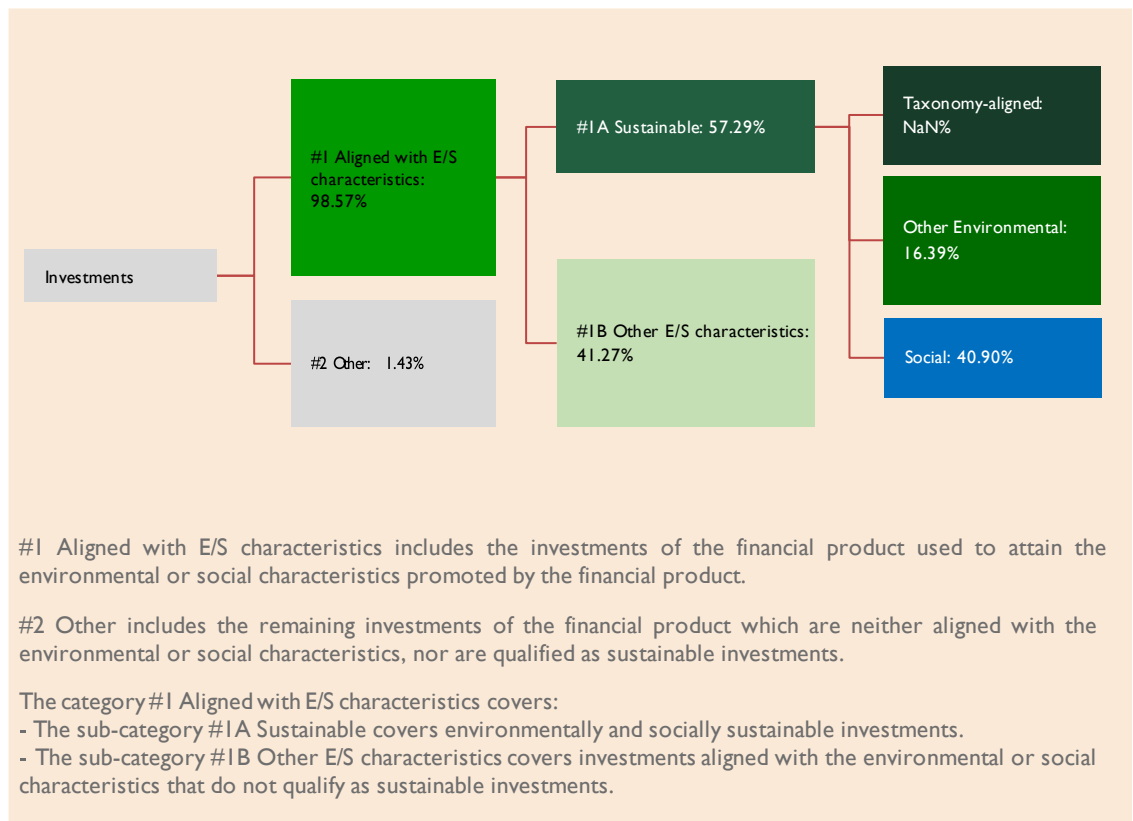 Investments
#1 Aligned with E/S
characteristics:
98.57%
#2 Other: 1.43%
#1A Sustainable: 57.29%
#1B Other E/S characteristics:
41.27%
Taxonomy-aligned:
NaN%
Other Environmental:
16.39%
Social: 40.90%
#1 Aligned with E/S characteristics includes the investments of the financial product used to attain the
environmental or social characteristics promoted by the financial product.
#2 Other includes the remaining investments of the financial product which are neither aligned with the
environmental or social characteristics, nor are qualified as sustainable investments.
The category #1 Aligned with E/S characteristics covers:
- The sub-category #1A Sustainable covers environmentally and socially sustainable investments.
- The sub-category #1B Other E/S characteristics covers investments aligned with the environmental or social
characteristics that do not qualify as sustainable investments.